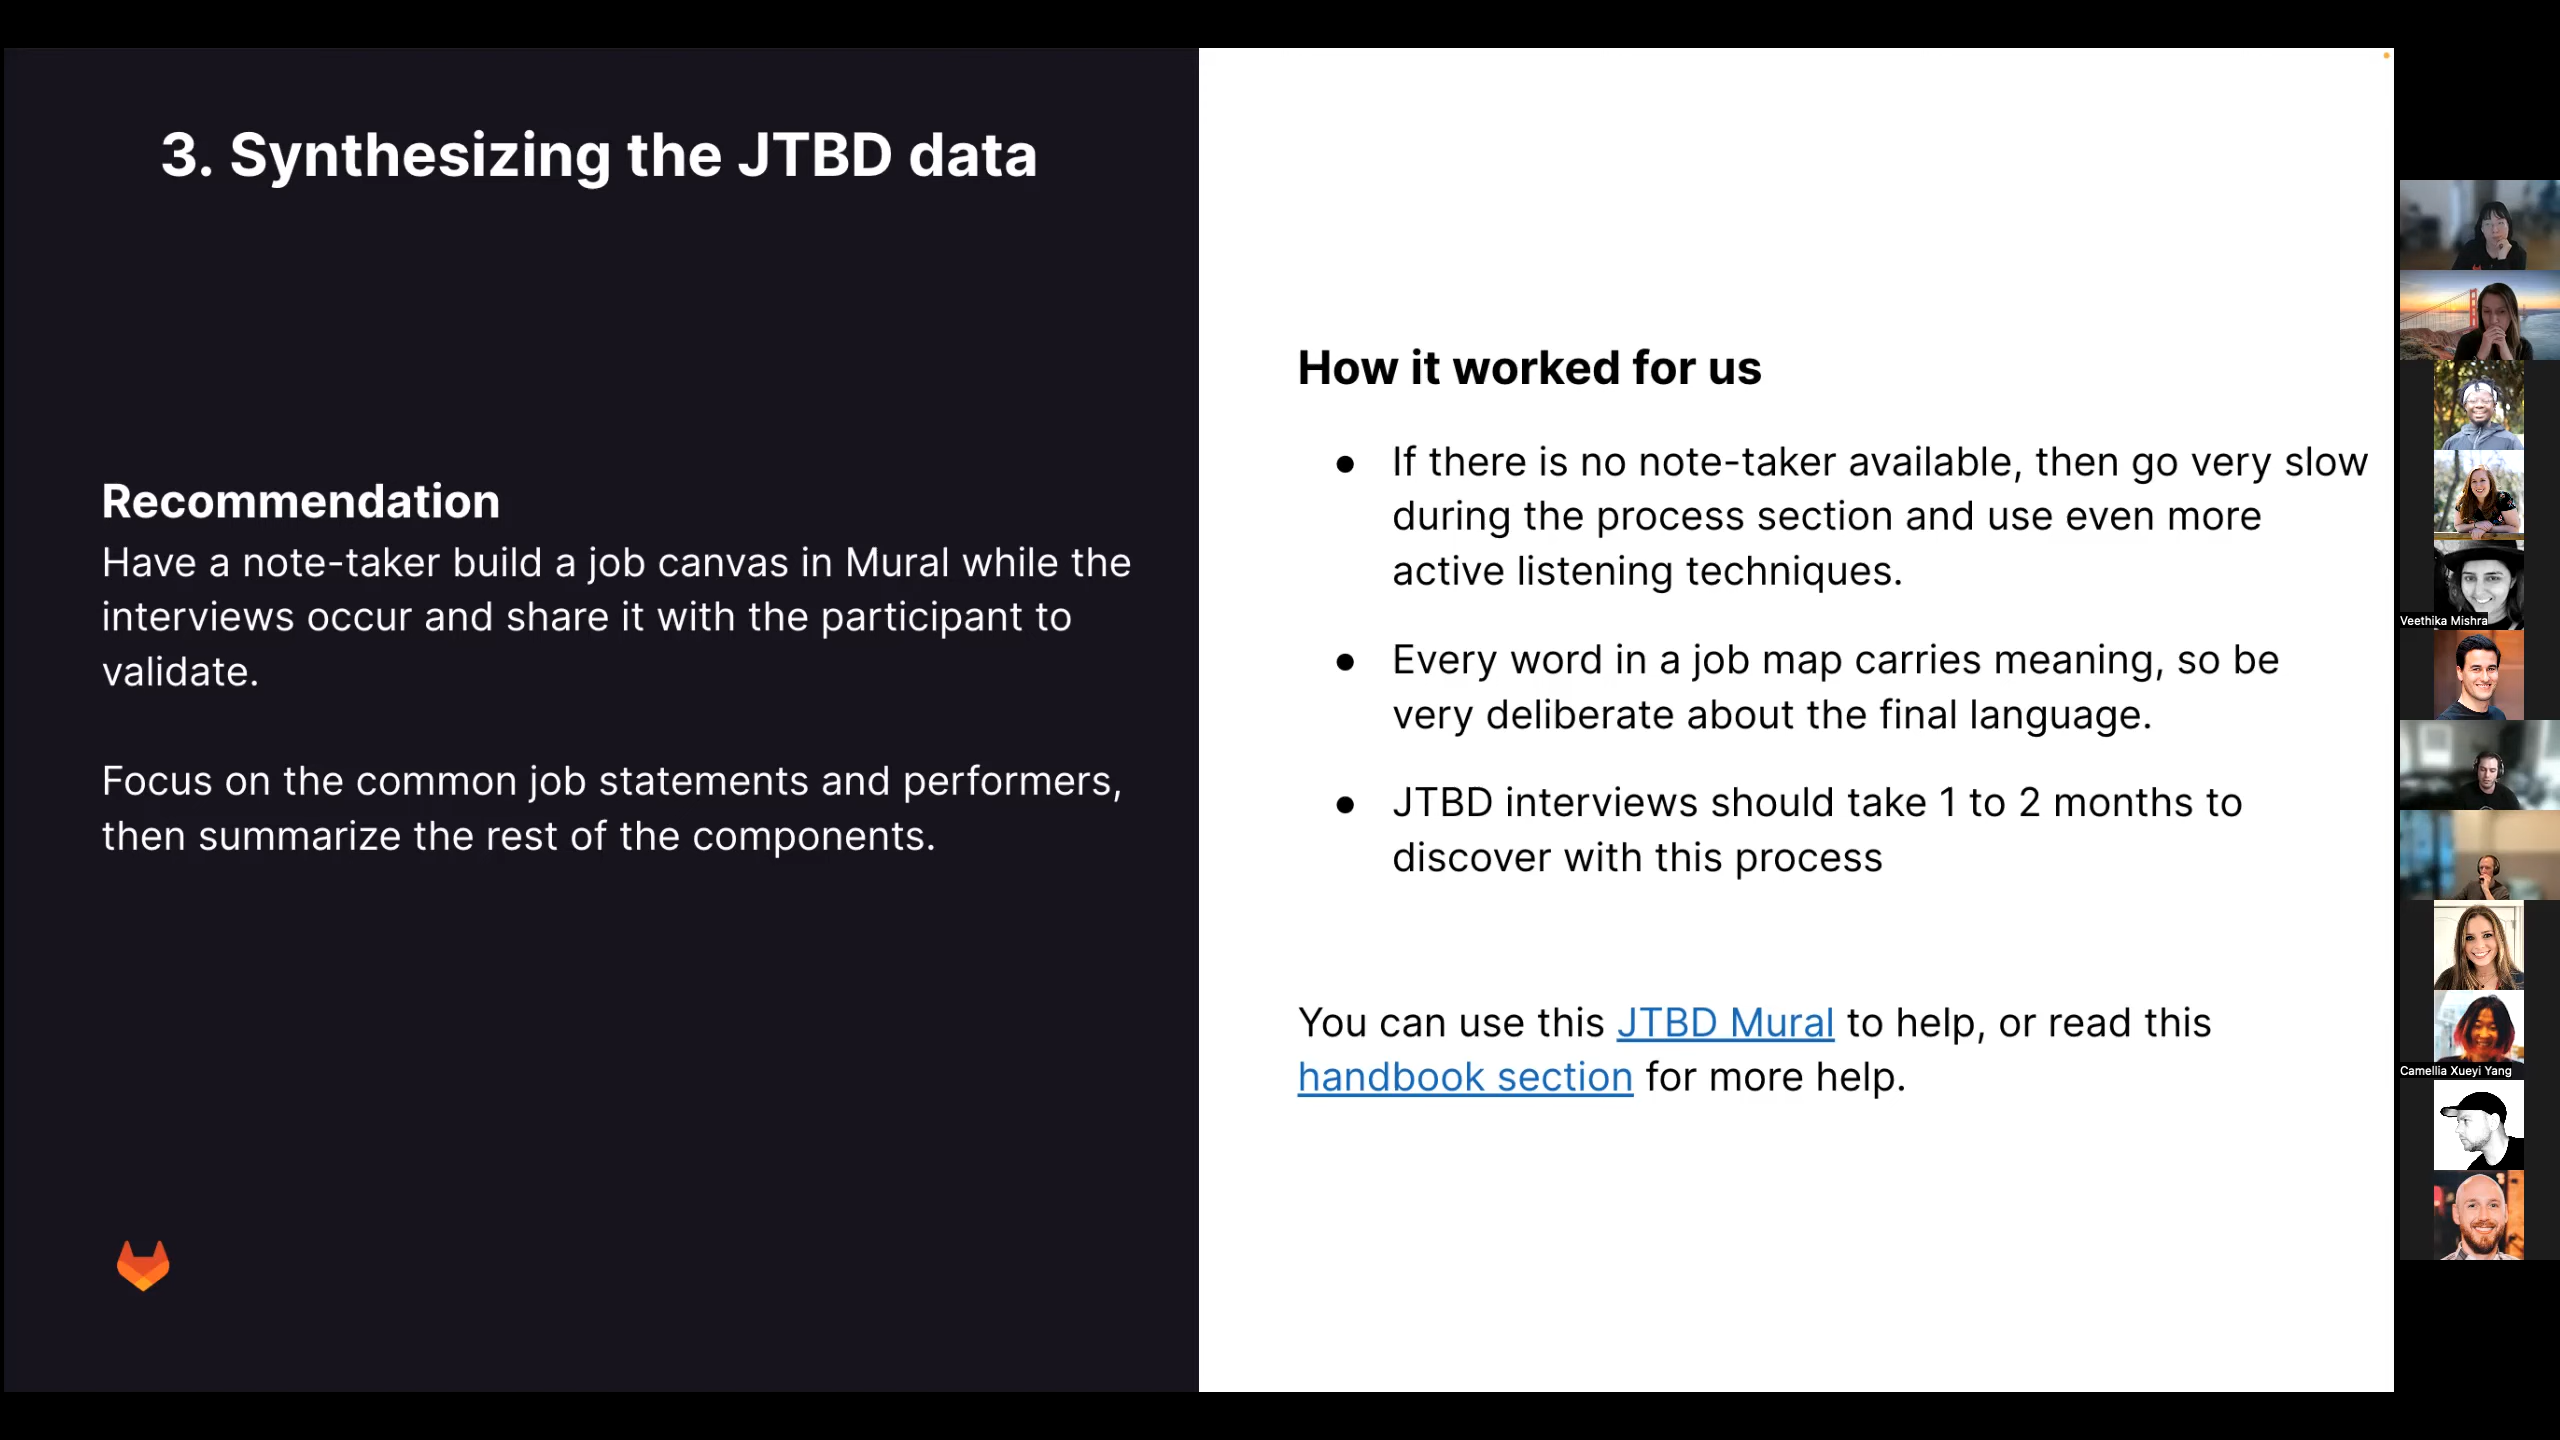 3. Synthesizing the JTBD data
Recommendation
Have a note-taker build a job canvas in Mural while the
interviews occur and share it with the participant to
validate.
Focus on the common job statements and performers,
then summarize the rest of the components.
How it worked for us
● If there is no note-taker available, then go very slow
during the process section and use even more
active listening techniques.
● Every word in a job map carries meaning, so be
very deliberate about the final language.
● JTBD interviews should take 1 to 2 months to
discover with this process
You can use this JTBD Mural to help, or read this
handbook section for more help.
Veethika Mishra
Camellia Xueyi Yang